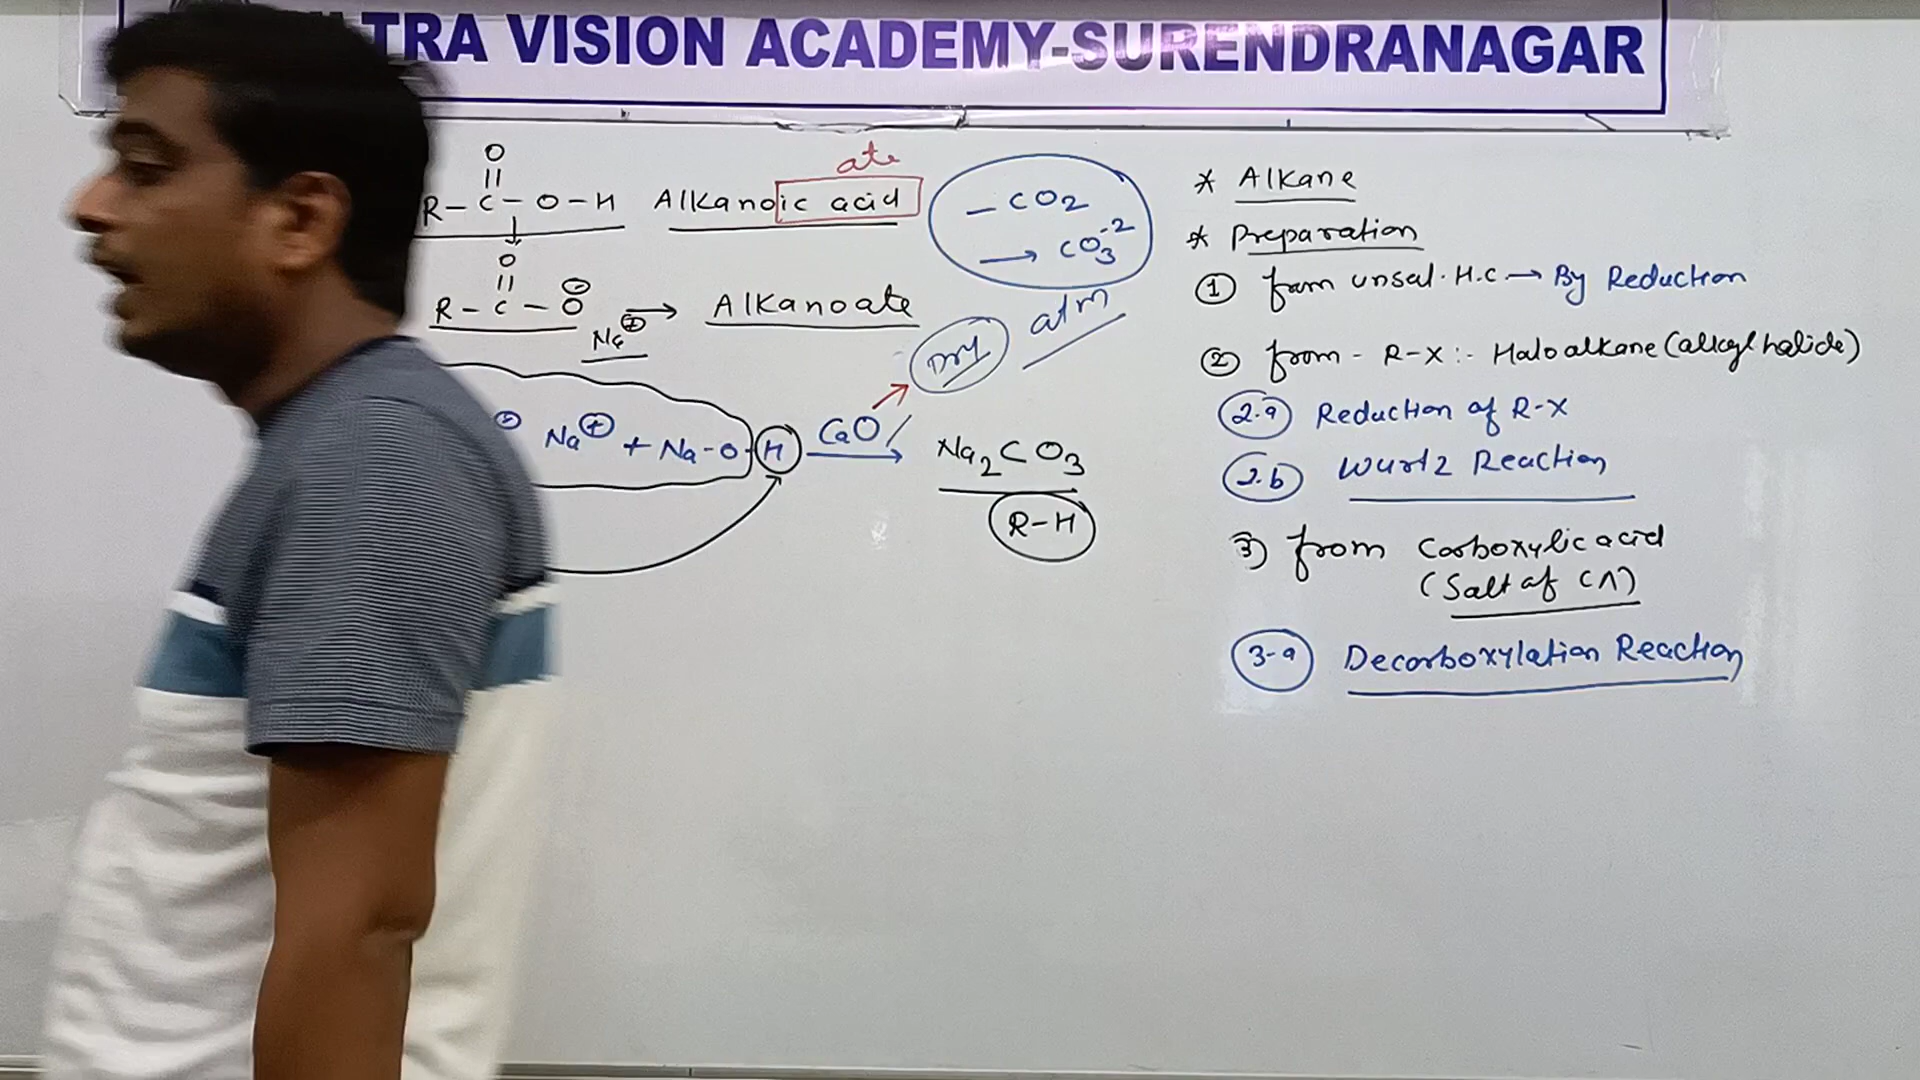 TRA VISION ACADEMY-SURENDRANAGAR
O
||
R – C – O – H Alkanoic acid
ate
↓
O
||
R – C – O⊖ Na⊕ → Alkanoate
– CO2
→ CO3-2
Dry atm
⊖ Na⊕ + Na-O-H CaO → Na2CO3
R-H
* Alkane
* Preparation
① from unsat. H.C → By Reduction
② from - R-X :- Haloalkane (alkyl halide)
2.a Reduction of R-X
2.b Wurtz Reaction
3) from Carboxylic acid
(Salt of CA)
3-a Decarboxylation Reaction